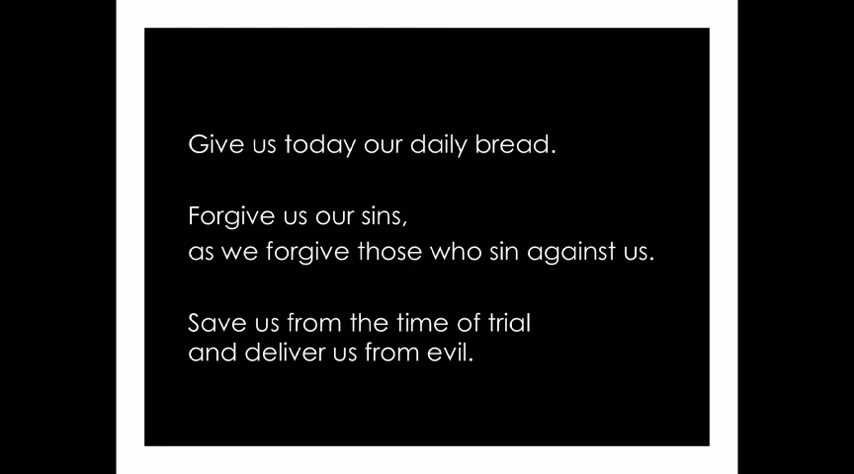 Give us today our daily bread.
Forgive us our sins,
as we forgive those who sin against us.
Save us from the time of trial
and deliver us from evil.